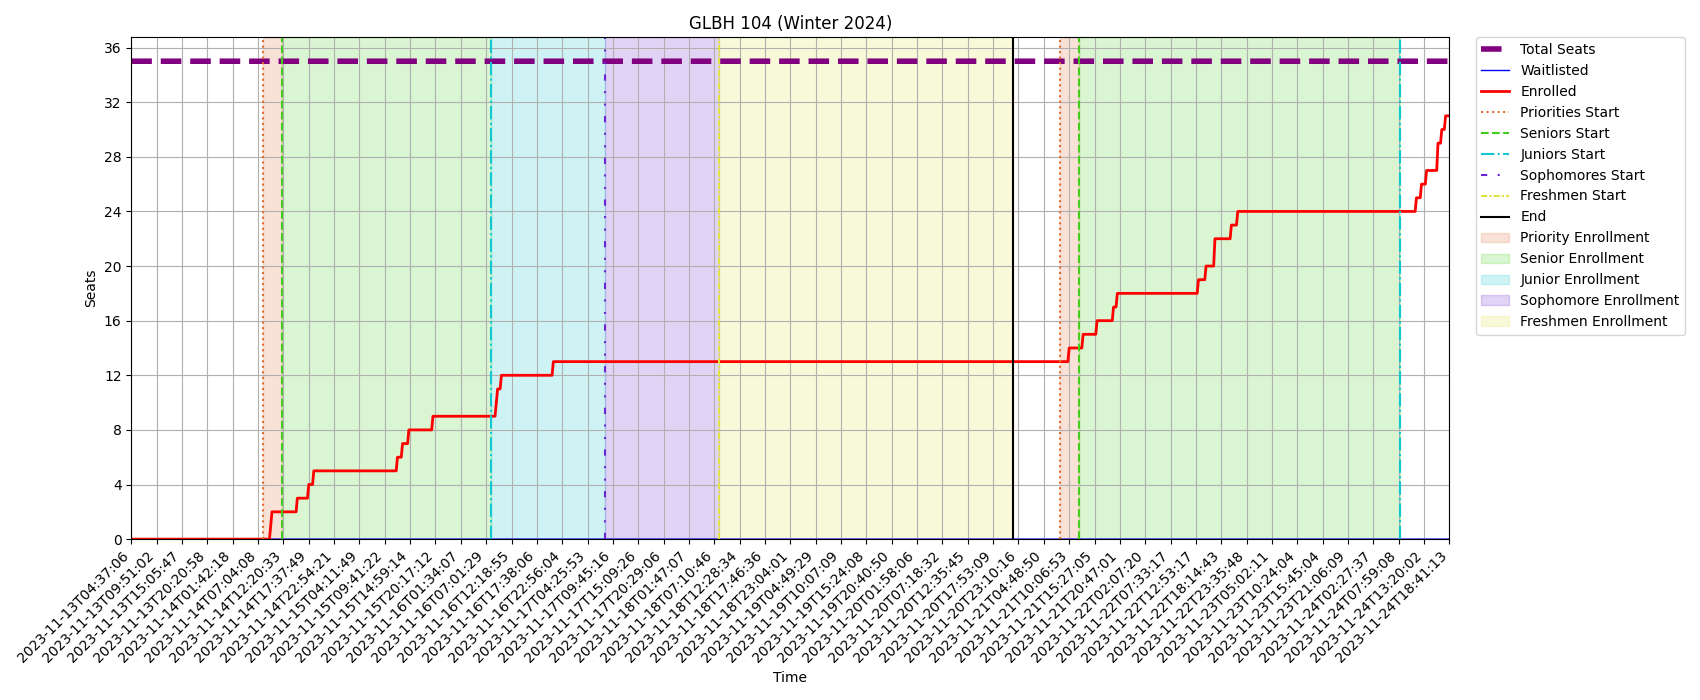 GLBH 104 (Winter 2024)
Seats
36
32
28
24
20
16
12
8
4
0
2023-11-13T04:37:06
2023-11-13T09:51:02
2023-11-13T15:05:47
2023-11-13T20:20:58
2023-11-14T01:42:18
2023-11-14T07:04:08
2023-11-14T12:20:33
2023-11-14T17:37:49
2023-11-14T22:54:21
2023-11-15T04:11:49
2023-11-15T09:41:22
2023-11-15T14:59:14
2023-11-15T20:17:12
2023-11-16T01:34:07
2023-11-16T07:01:29
2023-11-16T12:18:55
2023-11-16T17:38:06
2023-11-16T22:56:04
2023-11-17T04:25:53
2023-11-17T09:45:16
2023-11-17T15:09:26
2023-11-17T20:29:06
2023-11-18T01:47:07
2023-11-18T07:10:46
2023-11-18T12:28:34
2023-11-18T17:46:36
2023-11-18T23:04:01
2023-11-19T04:49:29
2023-11-19T10:07:09
2023-11-19T15:24:08
2023-11-19T20:40:50
2023-11-20T01:58:06
2023-11-20T07:18:32
2023-11-20T12:35:45
2023-11-20T17:53:09
2023-11-20T23:10:16
2023-11-21T04:48:50
2023-11-21T10:06:53
2023-11-21T15:27:05
2023-11-21T20:47:01
2023-11-22T02:07:20
2023-11-22T07:33:17
2023-11-22T12:53:17
2023-11-22T18:14:43
2023-11-22T23:35:48
2023-11-23T05:02:11
2023-11-23T10:24:04
2023-11-23T15:45:04
2023-11-23T21:06:09
2023-11-24T02:27:37
2023-11-24T07:59:08
2023-11-24T13:20:02
2023-11-24T18:41:13
Time
Total Seats
Waitlisted
Enrolled
Priorities Start
Seniors Start
Juniors Start
Sophomores Start
Freshmen Start
End
Priority Enrollment
Senior Enrollment
Junior Enrollment
Sophomore Enrollment
Freshmen Enrollment